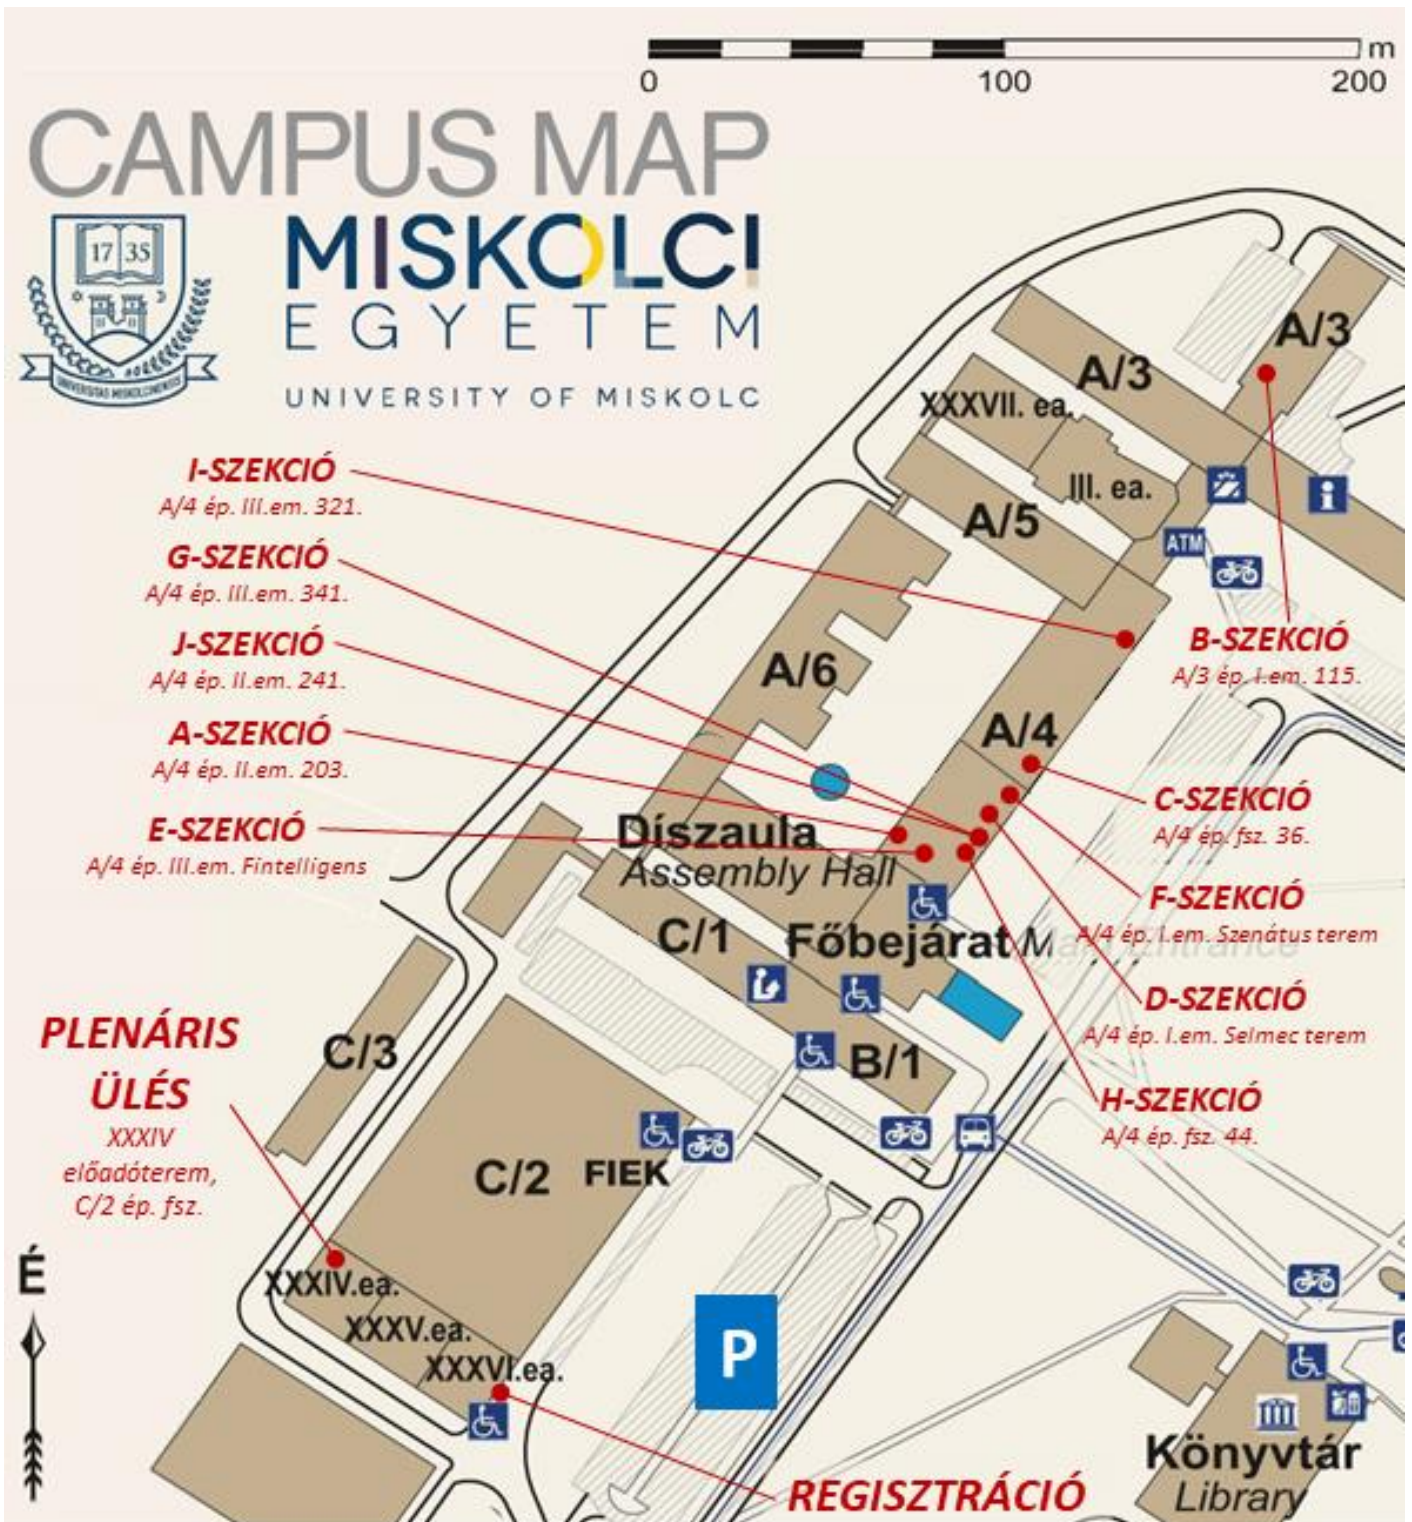 m
0 100 200
CAMPUS MAP
17 35
UNIVERSITAS MISKOLCINENSIS
MISKOLCI
EGYETEM
UNIVERSITY OF MISKOLC
A/3
A/3
XXXVII. ea.
III. ea.
A/5
ATM
I-SZEKCIÓ
A/4 ép. III.em. 321.
G-SZEKCIÓ
A/4 ép. III.em. 341.
J-SZEKCIÓ
A/4 ép. II.em. 241.
A-SZEKCIÓ
A/4 ép. II.em. 203.
E-SZEKCIÓ
A/4 ép. III.em. Fintelligens
B-SZEKCIÓ
A/3 ép. I.em. 115.
A/6
A/4
C-SZEKCIÓ
A/4 ép. fsz. 36.
Díszaula
Assembly Hall
F-SZEKCIÓ
A/4 ép. I.em. Szenátus terem
C/1
Főbejárat Main Entrance
D-SZEKCIÓ
A/4 ép. I.em. Selmec terem
B/1
H-SZEKCIÓ
A/4 ép. fsz. 44.
C/3
PLENÁRIS
ÜLÉS
XXXIV
előadóterem,
C/2 ép. fsz.
C/2 FIEK
É
XXXIV.ea.
XXXV.ea.
XXXVI.ea.
P
Könyvtár
Library
REGISZTRÁCIÓ